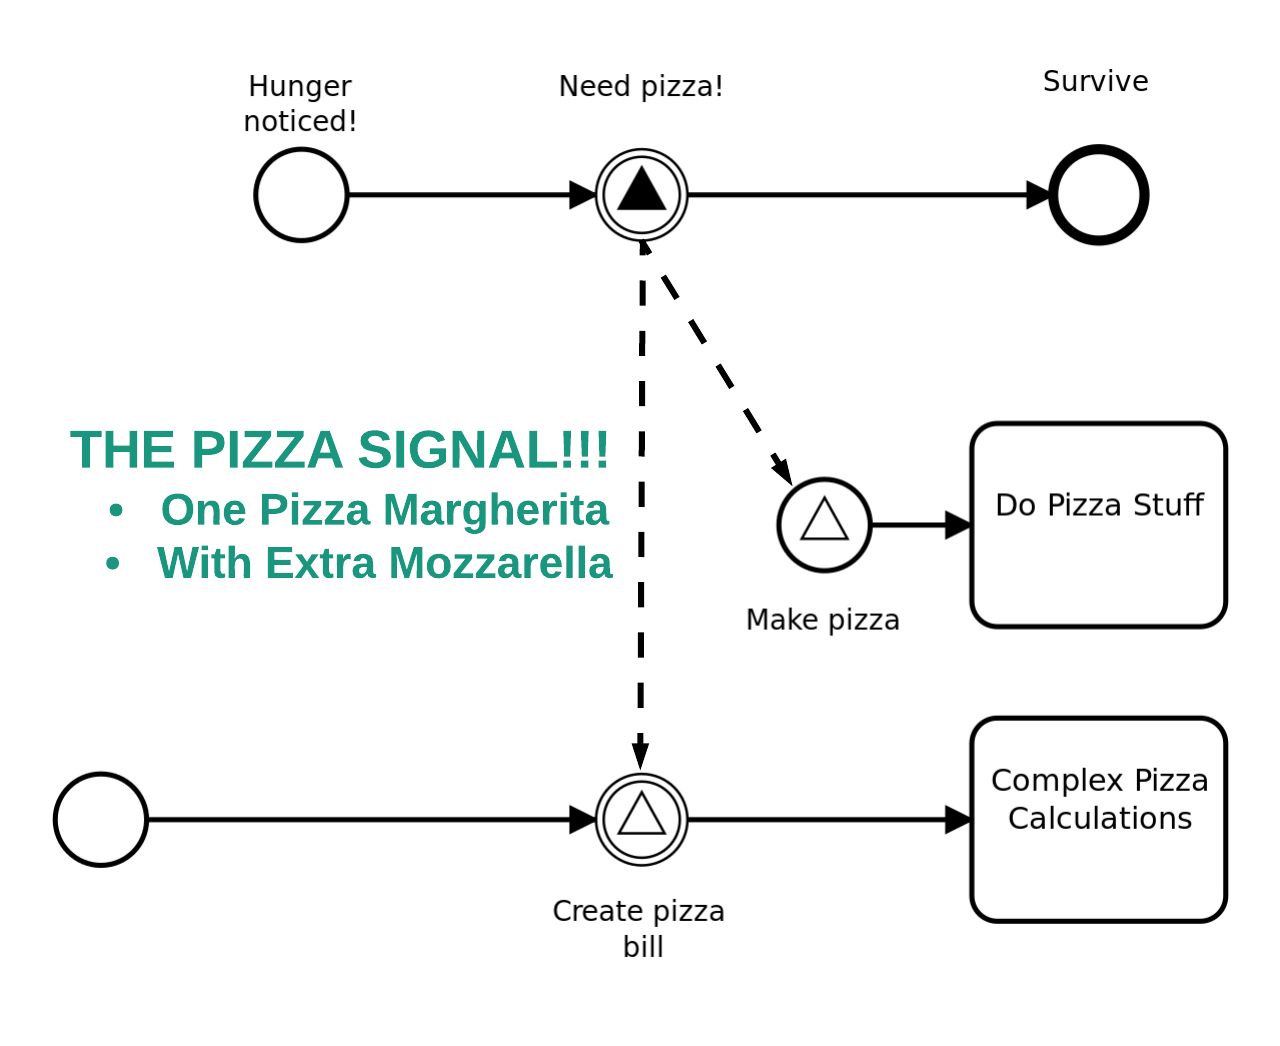 Hunger
noticed!
Need pizza!
Survive
THE PIZZA SIGNAL!!!
• One Pizza Margherita
• With Extra Mozzarella
Do Pizza Stuff
Make pizza
Complex Pizza
Calculations
Create pizza
bill